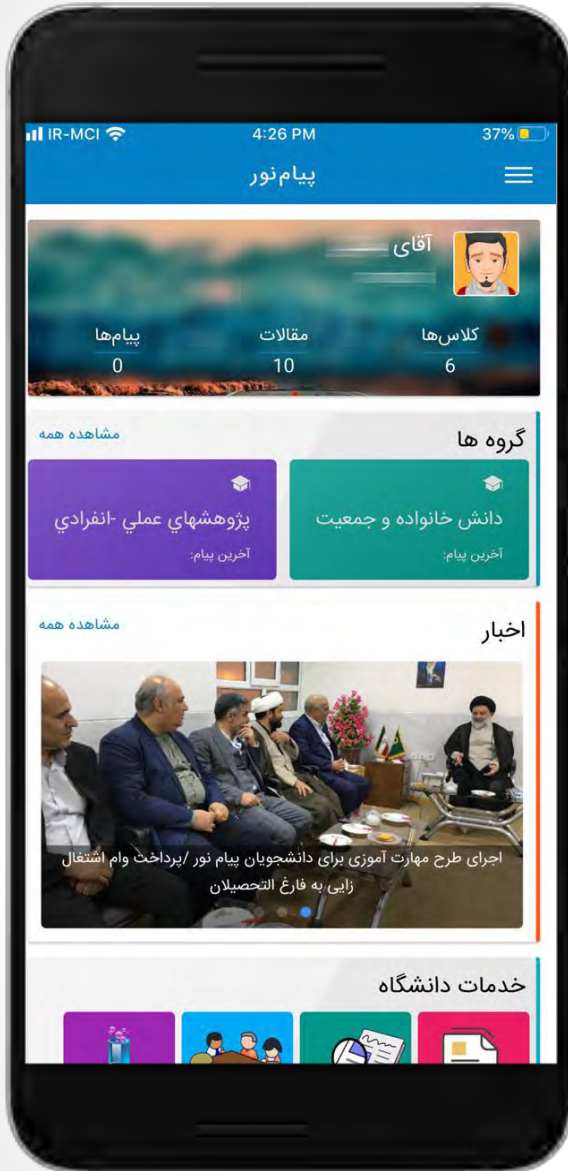 IR-MCI 4:26 PM 37%
پیام‌نور
آقای
کلاس‌ها مقالات پیام‌ها
6 10 0
گروه ها مشاهده همه
دانش خانواده و جمعیت پژوهشهاي عملي -انفرادي
آخرین پیام: آخرین پیام:
اخبار مشاهده همه
اجرای طرح مهارت آموزی برای دانشجویان پیام نور /پرداخت وام اشتغال
زایی به فارغ التحصیلان
خدمات دانشگاه